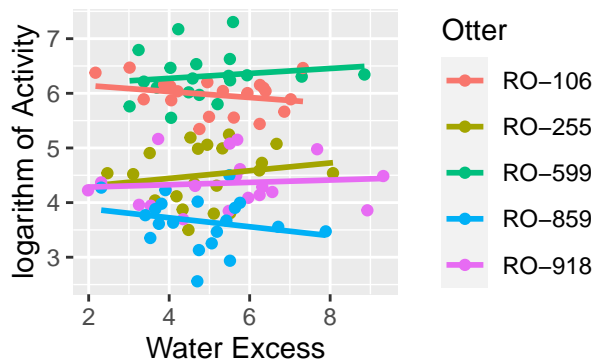 Otter
RO−106
RO−255
RO−599
RO−859
RO−918
logarithm of Activity
7
6
5
4
3
2
4
6
8
Water Excess